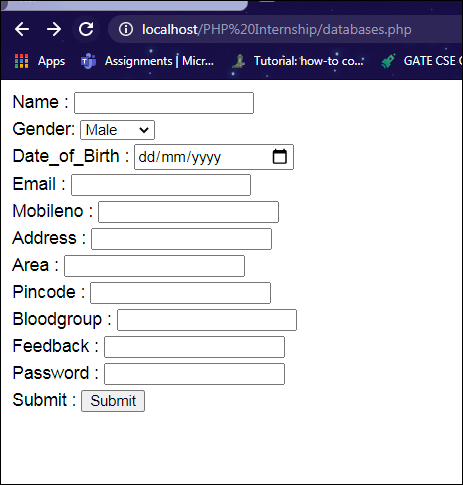 localhost/PHP%20Internship/databases.php
Apps Assignments | Micr... Tutorial: how-to co... GATE CSE
Name :
Gender: Male
Date_of_Birth : dd/mm/yyyy
Email :
Mobileno :
Address :
Area :
Pincode :
Bloodgroup :
Feedback :
Password :
Submit : Submit